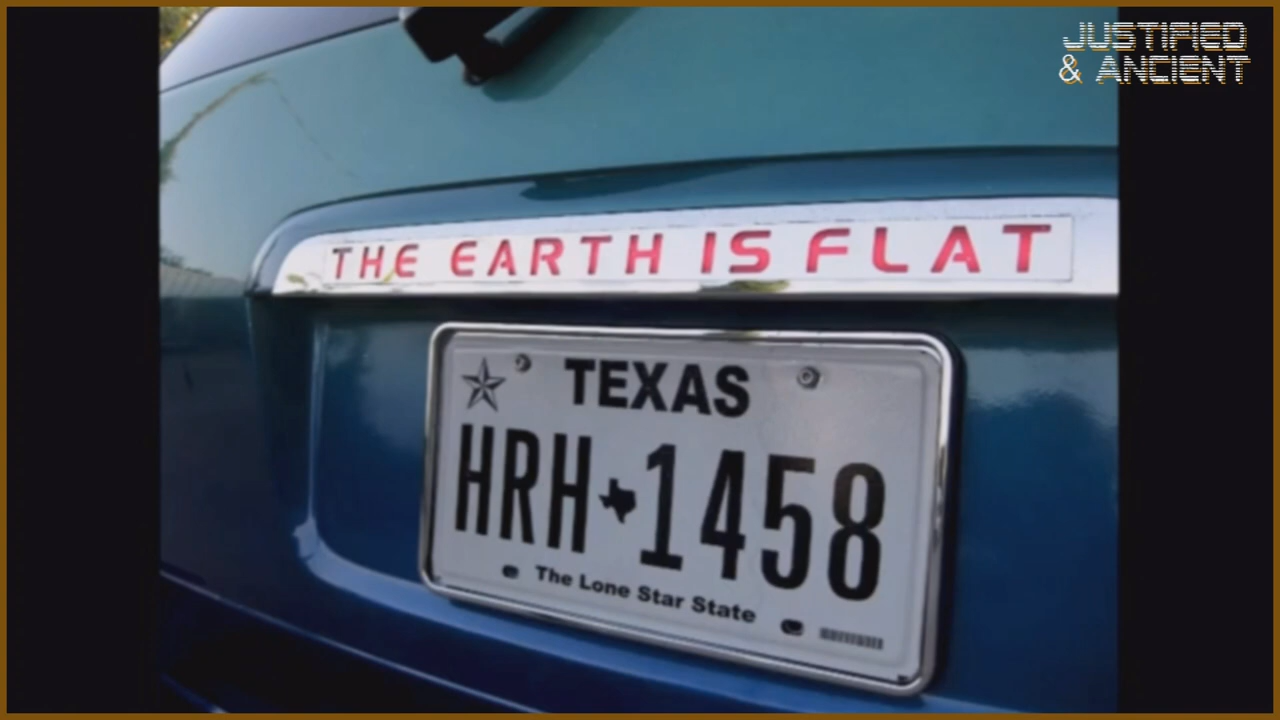 JUSTIFIED
& ANCIENT
THE EARTH IS FLAT
TEXAS
HRH 1458
The Lone Star State